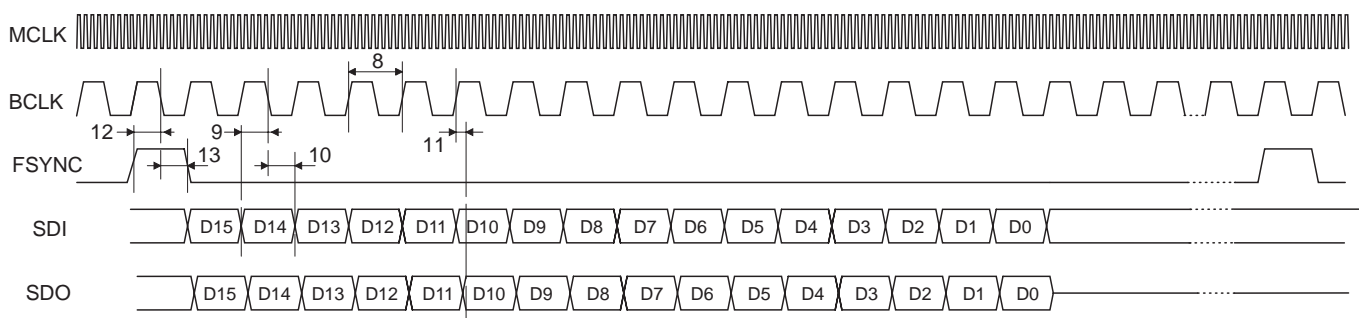 MCLK
8
BCLK
12 9 11
13 10
FSYNC
SDI D15 D14 D13 D12 D11 D10 D9 D8 D7 D6 D5 D4 D3 D2 D1 D0
SDO D15 D14 D13 D12 D11 D10 D9 D8 D7 D6 D5 D4 D3 D2 D1 D0